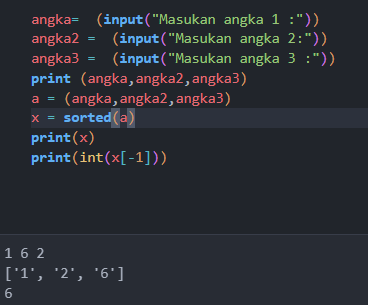 angka=  (input("Masukan angka 1 :"))
angka2 =  (input("Masukan angka 2:"))
angka3 =  (input("Masukan angka 3 :"))
print (angka,angka2,angka3)
a = (angka,angka2,angka3)
x = sorted(a)
print(x)
print(int(x[-1]))
1 6 2
['1', '2', '6']
6